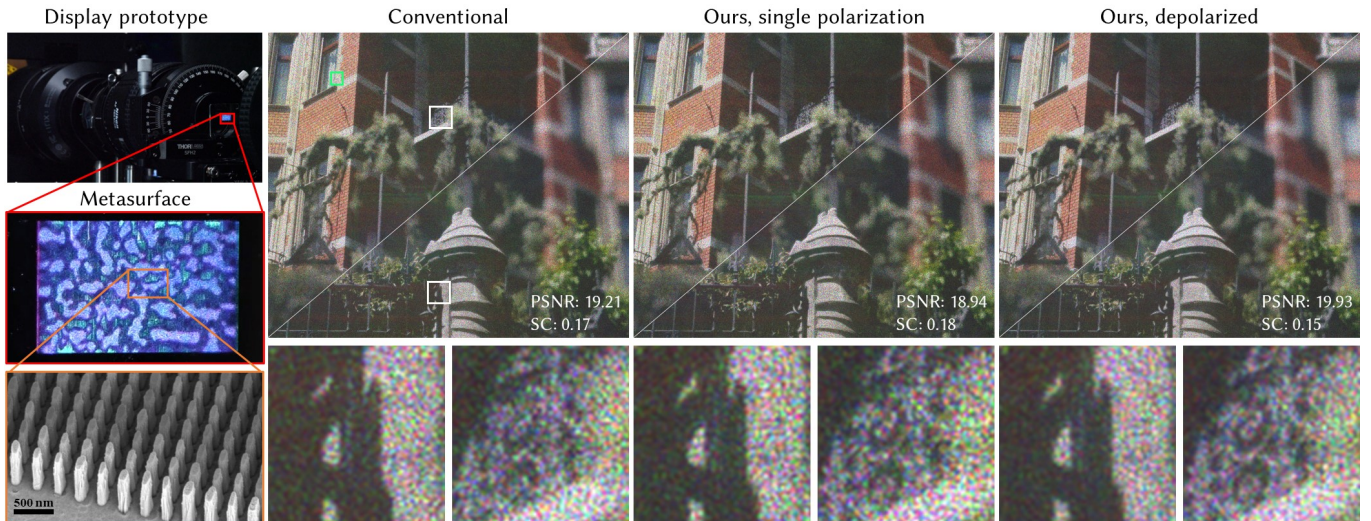 Display prototype
Conventional
Ours, single polarization
Ours, depolarized
Metasurface
PSNR: 19.21
SC: 0.17
PSNR: 18.94
SC: 0.18
PSNR: 19.93
SC: 0.15
500 nm